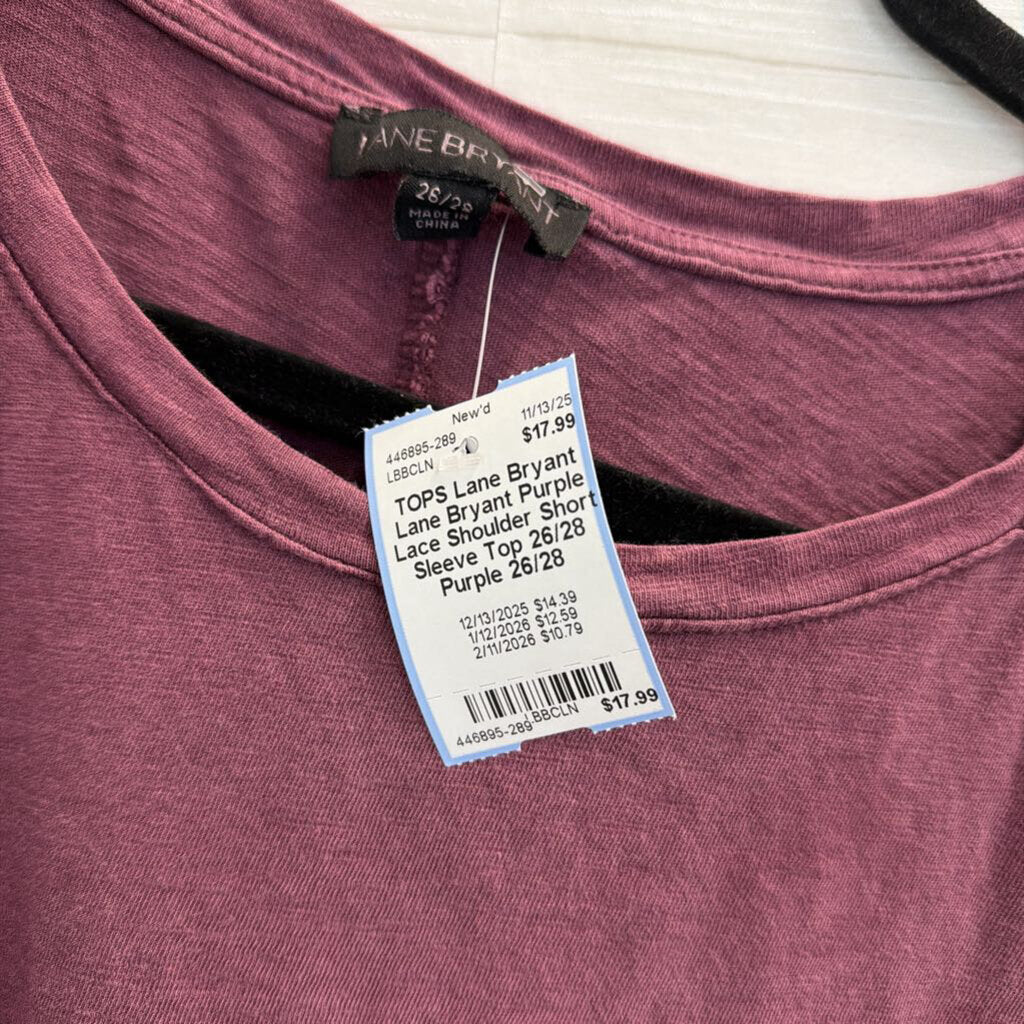 LANE BRYANT
26/28
MADE IN
CHINA
New'd
11/13/25
446895-289
$17.99
LBBCLN
TOPS Lane Bryant
Lane Bryant Purple
Lace Shoulder Short
Sleeve Top 26/28
Purple 26/28
12/13/2025 $14.39
1/12/2026 $12.59
2/11/2026 $10.79
446895-289 LBBCLN $17.99